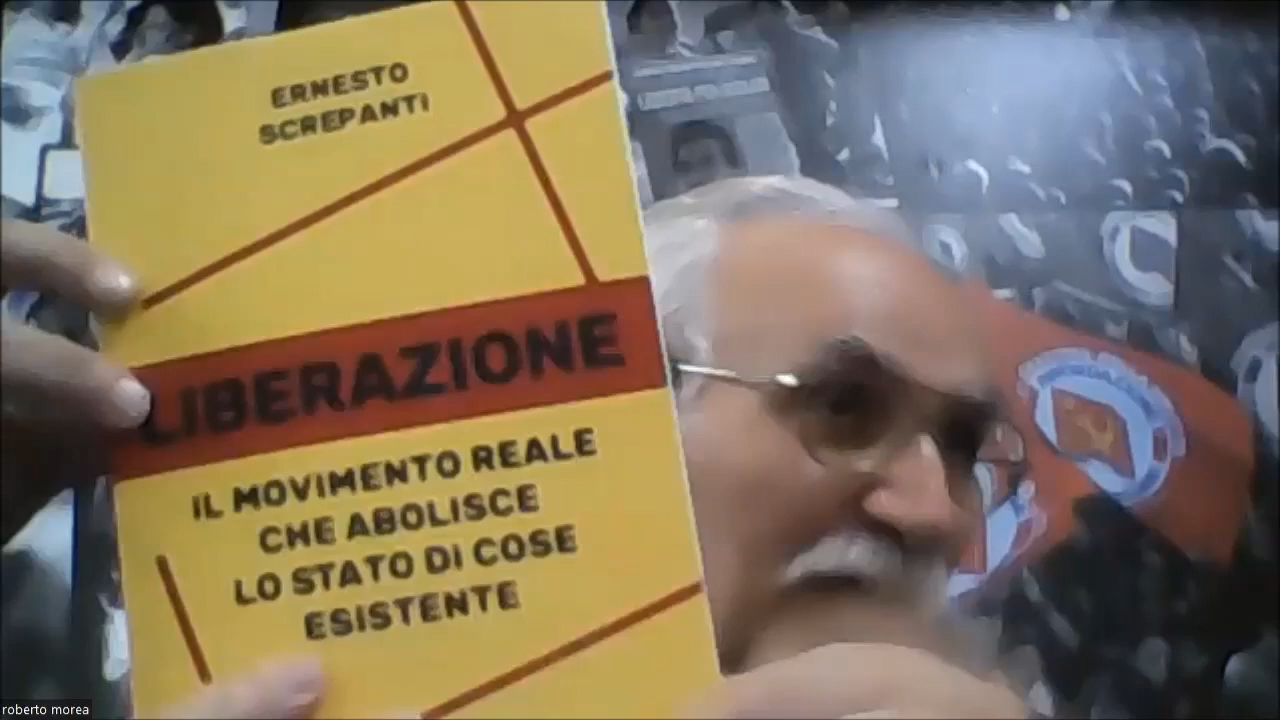 ERNESTO
SCREPANTI
LIBERAZIONE
IL MOVIMENTO REALE
CHE ABOLISCE
LO STATO DI COSE
ESISTENTE
roberto morea